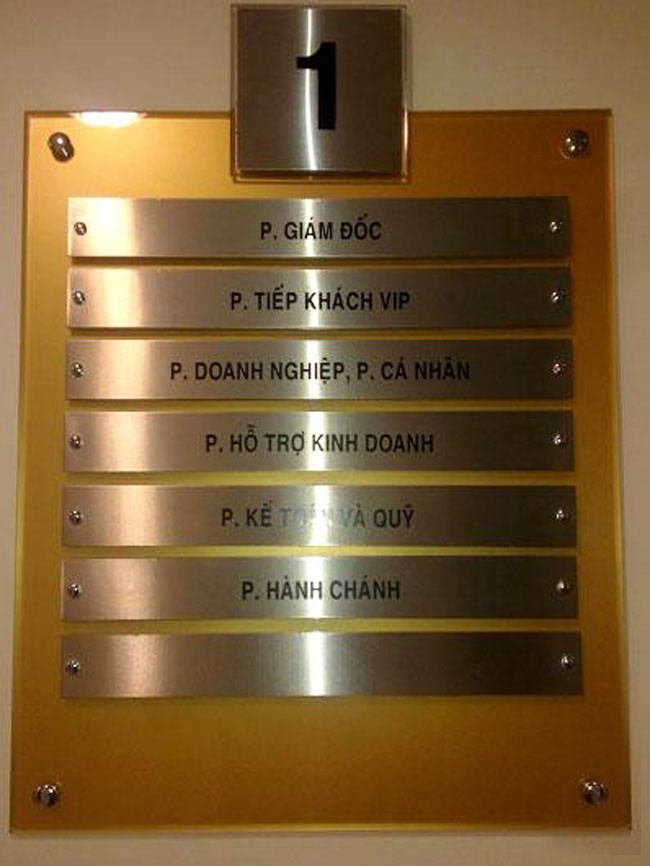 1
P. GIÁM ĐỐC
P. TIẾP KHÁCH VIP
P. DOANH NGHIỆP, P. CÁ NHÂN
P. HỖ TRỢ KINH DOANH
P. KẾ TOÁN VÀ QUỸ
P. HÀNH CHÁNH